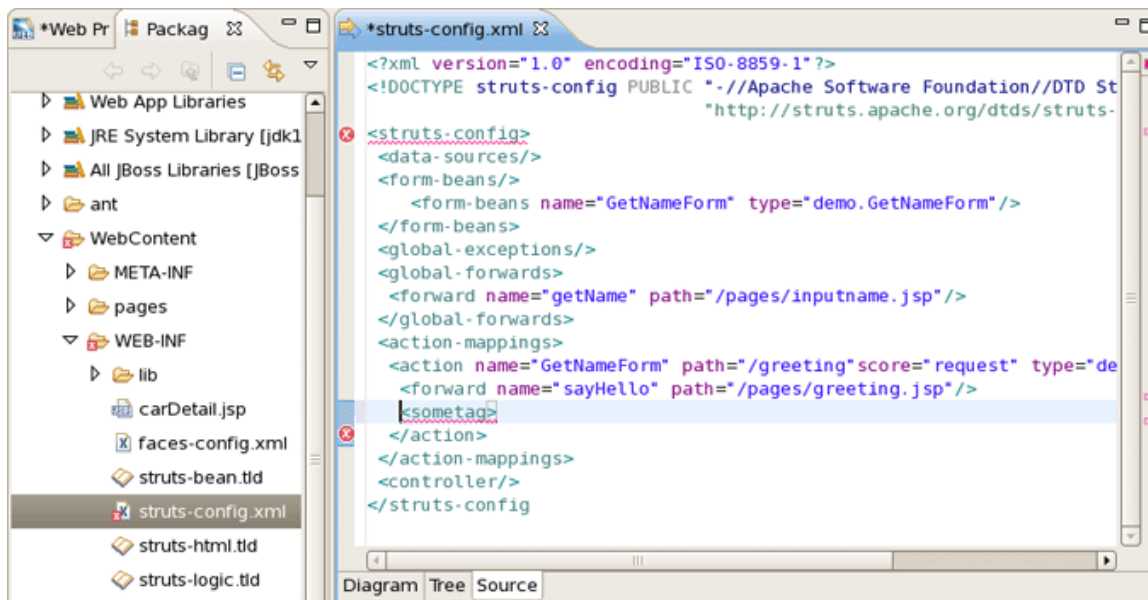 *Web Pr
Packag
*struts-config.xml
Web App Libraries
JRE System Library [jdk1
All JBoss Libraries [JBoss
ant
WebContent
META-INF
pages
WEB-INF
lib
carDetail.jsp
faces-config.xml
struts-bean.tld
struts-config.xml
struts-html.tld
struts-logic.tld
<?xml version="1.0" encoding="ISO-8859-1"?>
<!DOCTYPE struts-config PUBLIC "-//Apache Software Foundation//DTD St
"http://struts.apache.org/dtds/struts-
<struts-config>
<data-sources/>
<form-beans/>
<form-beans name="GetNameForm" type="demo.GetNameForm"/>
</form-beans>
<global-exceptions/>
<global-forwards>
<forward name="getName" path="/pages/inputname.jsp"/>
</global-forwards>
<action-mappings>
<action name="GetNameForm" path="/greeting"score="request" type="de
<forward name="sayHello" path="/pages/greeting.jsp"/>
<sometag>
</action>
</action-mappings>
<controller/>
</struts-config
Diagram Tree Source